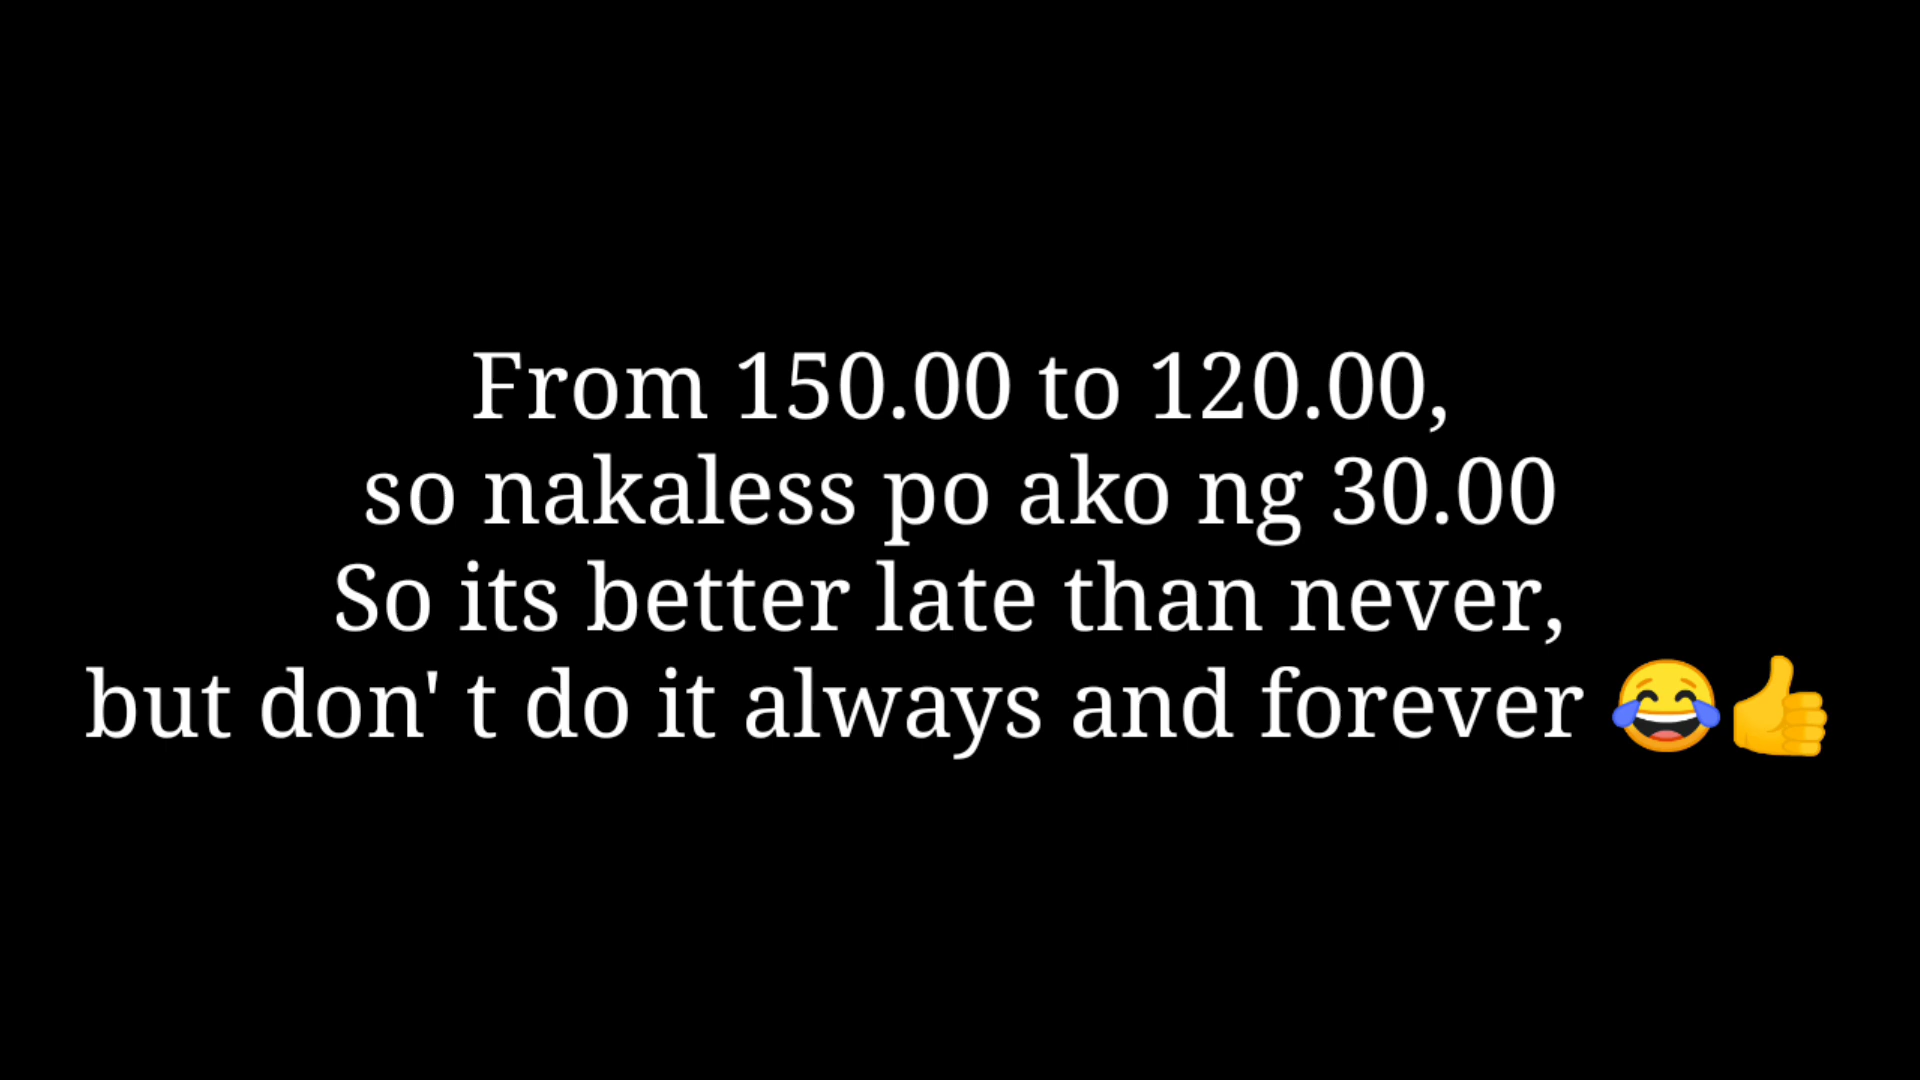 From 150.00 to 120.00,
so nakaless po ako ng 30.00
So its better late than never,
but don' t do it always and forever 😂👍